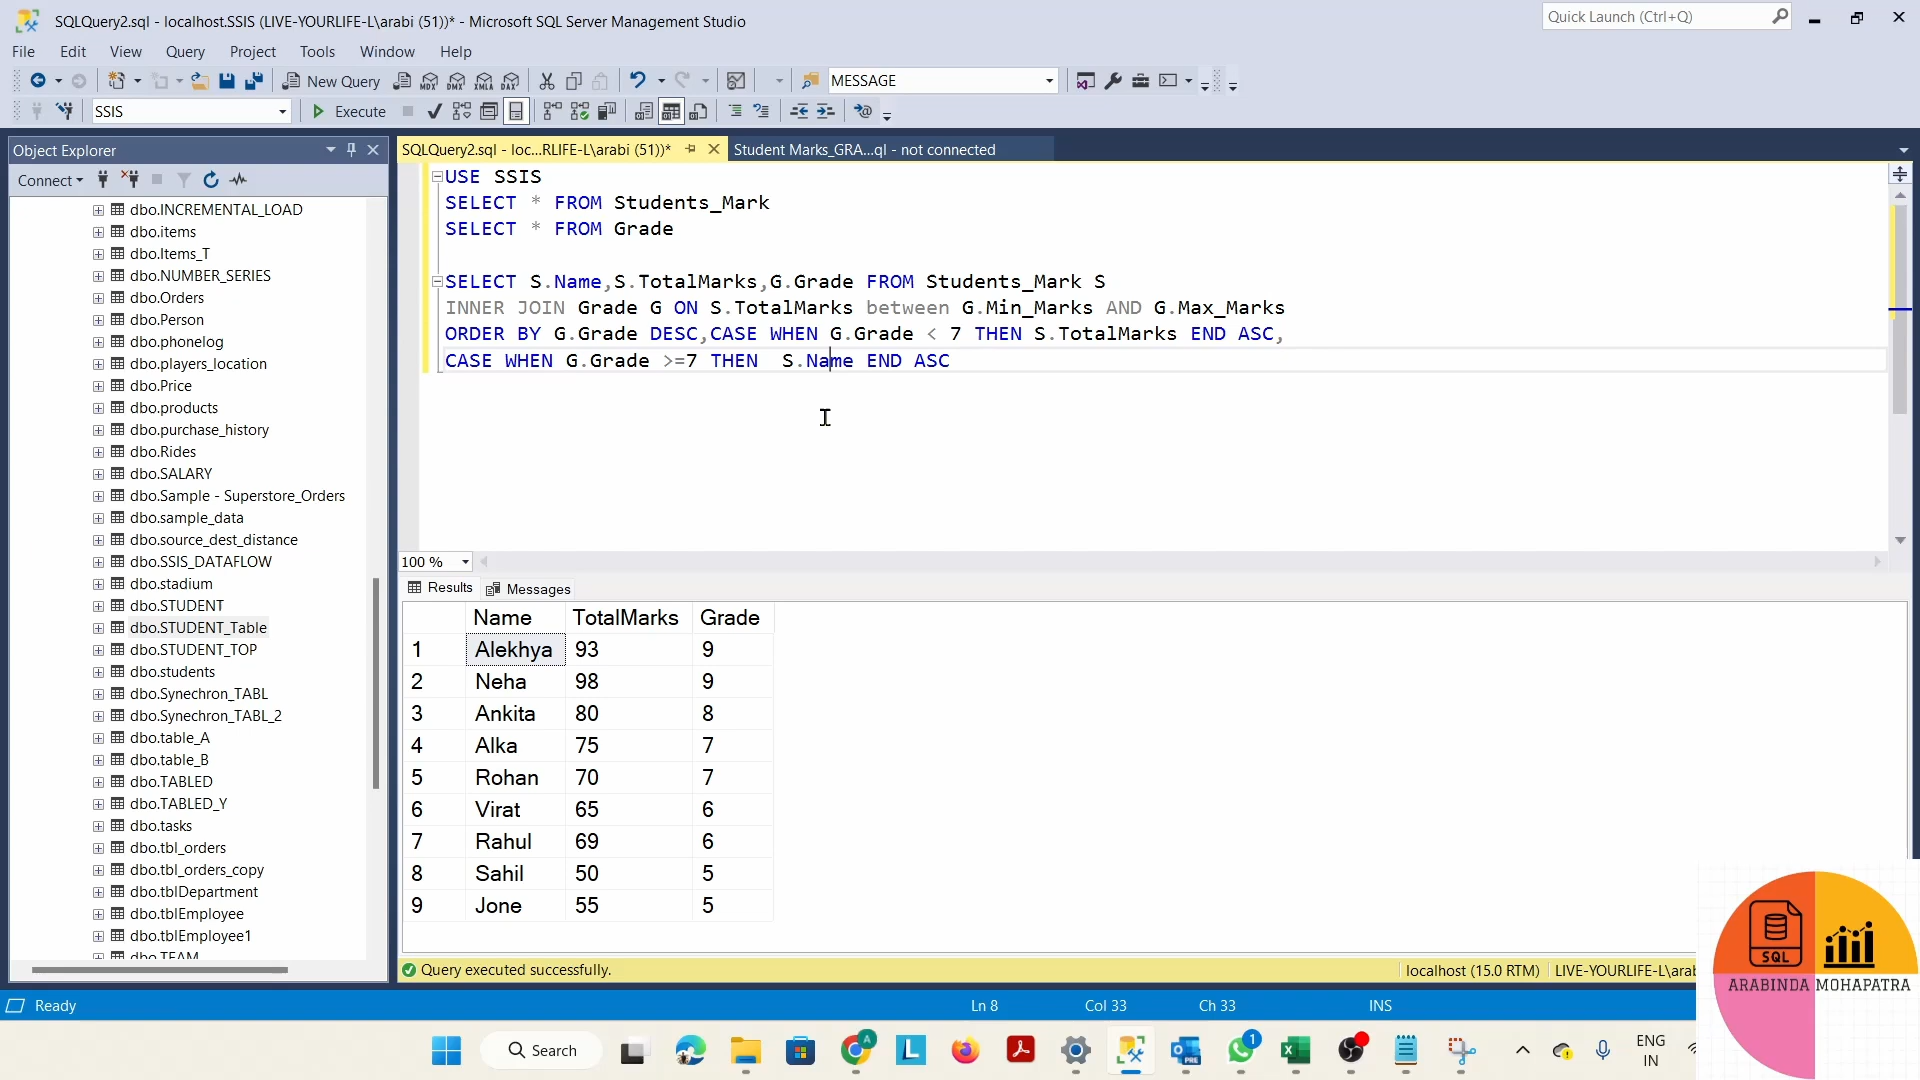 SQLQuery2.sql - localhost.SSIS (LIVE-YOURLIFE-L\arabi (51))* - Microsoft SQL Server Management Studio
Quick Launch (Ctrl+Q)
File Edit View Query Project Tools Window Help
New Query MDX DMX XMLA DAX MESSAGE
SSIS Execute
Object Explorer
Connect
dbo.INCREMENTAL_LOAD
dbo.items
dbo.Items_T
dbo.NUMBER_SERIES
dbo.Orders
dbo.Person
dbo.phonelog
dbo.players_location
dbo.Price
dbo.products
dbo.purchase_history
dbo.Rides
dbo.SALARY
dbo.Sample - Superstore_Orders
dbo.sample_data
dbo.source_dest_distance
dbo.SSIS_DATAFLOW
dbo.stadium
dbo.STUDENT
dbo.STUDENT_Table
dbo.STUDENT_TOP
dbo.students
dbo.Synechron_TABL
dbo.Synechron_TABL_2
dbo.table_A
dbo.table_B
dbo.TABLED
dbo.TABLED_Y
dbo.tasks
dbo.tbl_orders
dbo.tbl_orders_copy
dbo.tblDepartment
dbo.tblEmployee
dbo.tblEmployee1
dbo.TEAM
SQLQuery2.sql - loc...RLIFE-L\arabi (51))* Student Marks_GRA...ql - not connected
USE SSIS
SELECT * FROM Students_Mark
SELECT * FROM Grade
SELECT S.Name,S.TotalMarks,G.Grade FROM Students_Mark S
INNER JOIN Grade G ON S.TotalMarks between G.Min_Marks AND G.Max_Marks
ORDER BY G.Grade DESC,CASE WHEN G.Grade < 7 THEN S.TotalMarks END ASC,
CASE WHEN G.Grade >=7 THEN  S.Name END ASC
100 %
Results Messages
Name TotalMarks Grade
1 Alekhya 93 9
2 Neha 98 9
3 Ankita 80 8
4 Alka 75 7
5 Rohan 70 7
6 Virat 65 6
7 Rahul 69 6
8 Sahil 50 5
9 Jone 55 5
Query executed successfully. localhost (15.0 RTM) LIVE-YOURLIFE-L\arab
Ready Ln 8 Col 33 Ch 33 INS
SQL
ARABINDA MOHAPATRA
Search
A
L
PRE
1
ENG
IN